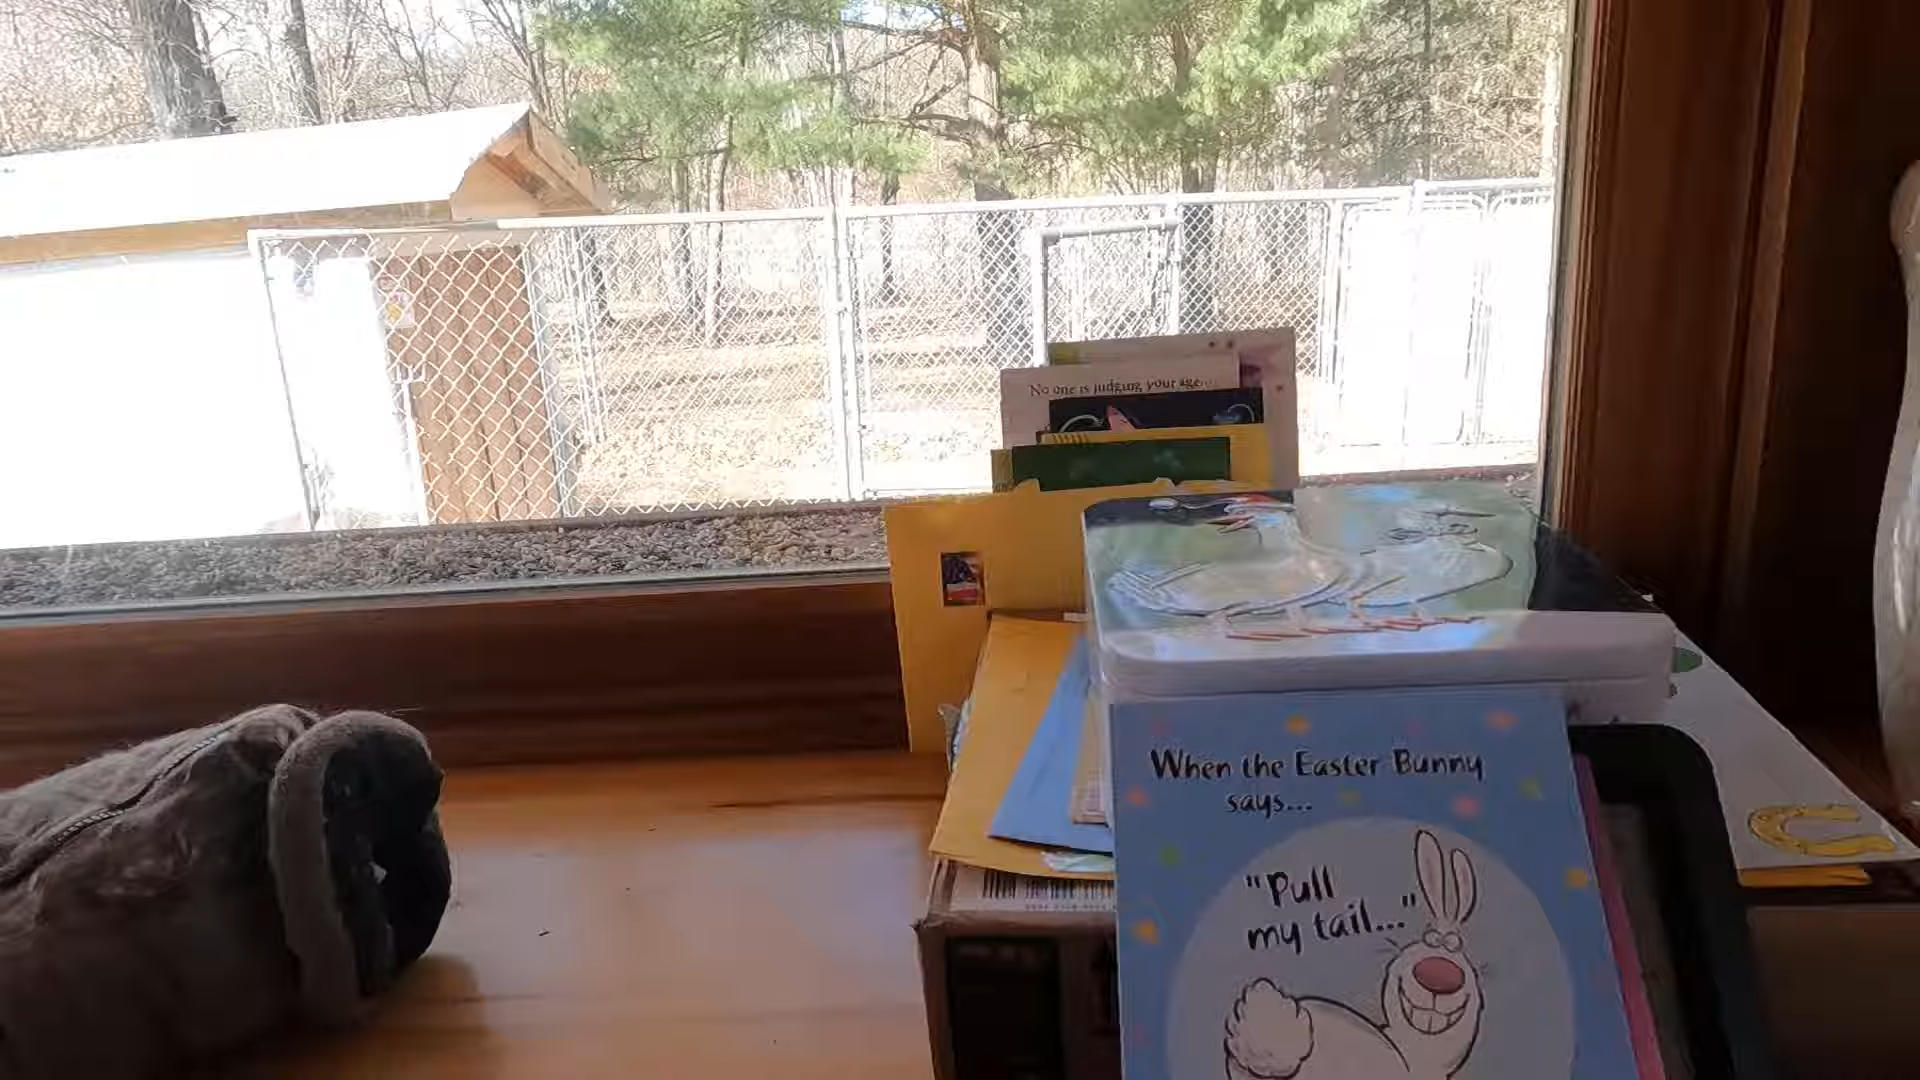 No one is judging your age...
When the Easter Bunny
says...
"Pull
my tail..."